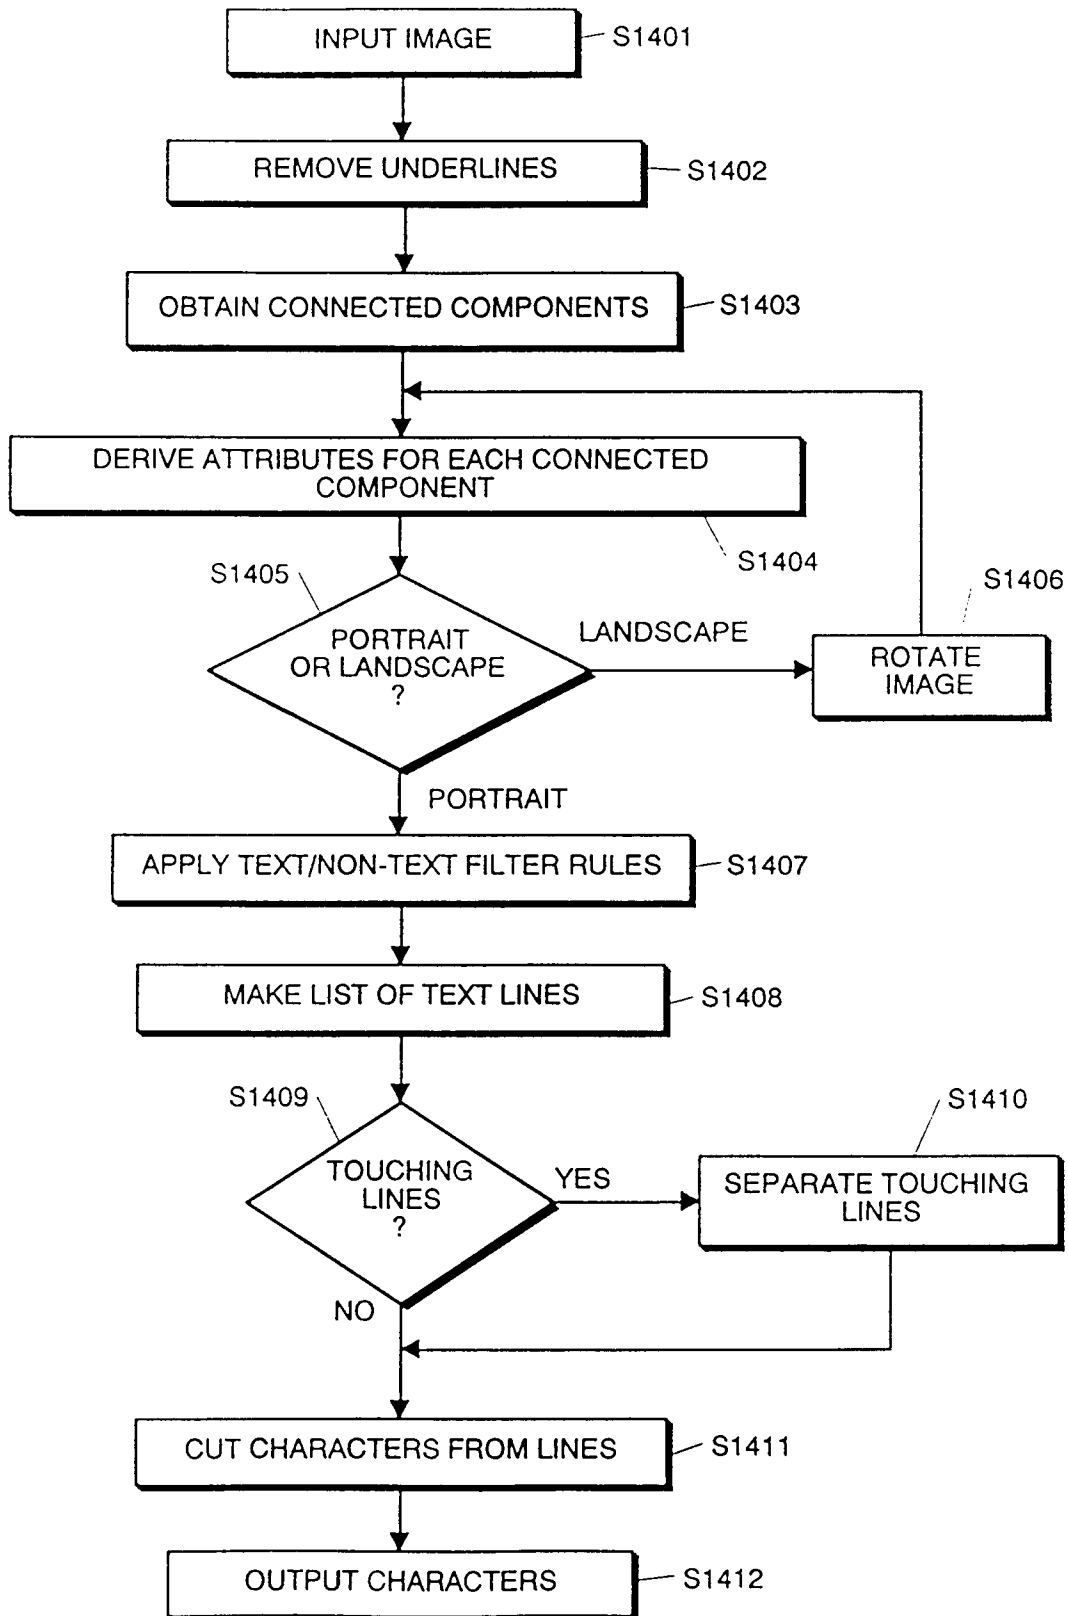 INPUT IMAGE
S1401
REMOVE UNDERLINES
S1402
OBTAIN CONNECTED COMPONENTS
S1403
DERIVE ATTRIBUTES FOR EACH CONNECTED
COMPONENT
S1404
S1405
PORTRAIT
OR LANDSCAPE
?
LANDSCAPE
S1406
ROTATE
IMAGE
PORTRAIT
APPLY TEXT/NON-TEXT FILTER RULES
S1407
MAKE LIST OF TEXT LINES
S1408
S1409
TOUCHING
LINES
?
YES
S1410
SEPARATE TOUCHING
LINES
NO
CUT CHARACTERS FROM LINES
S1411
OUTPUT CHARACTERS
S1412